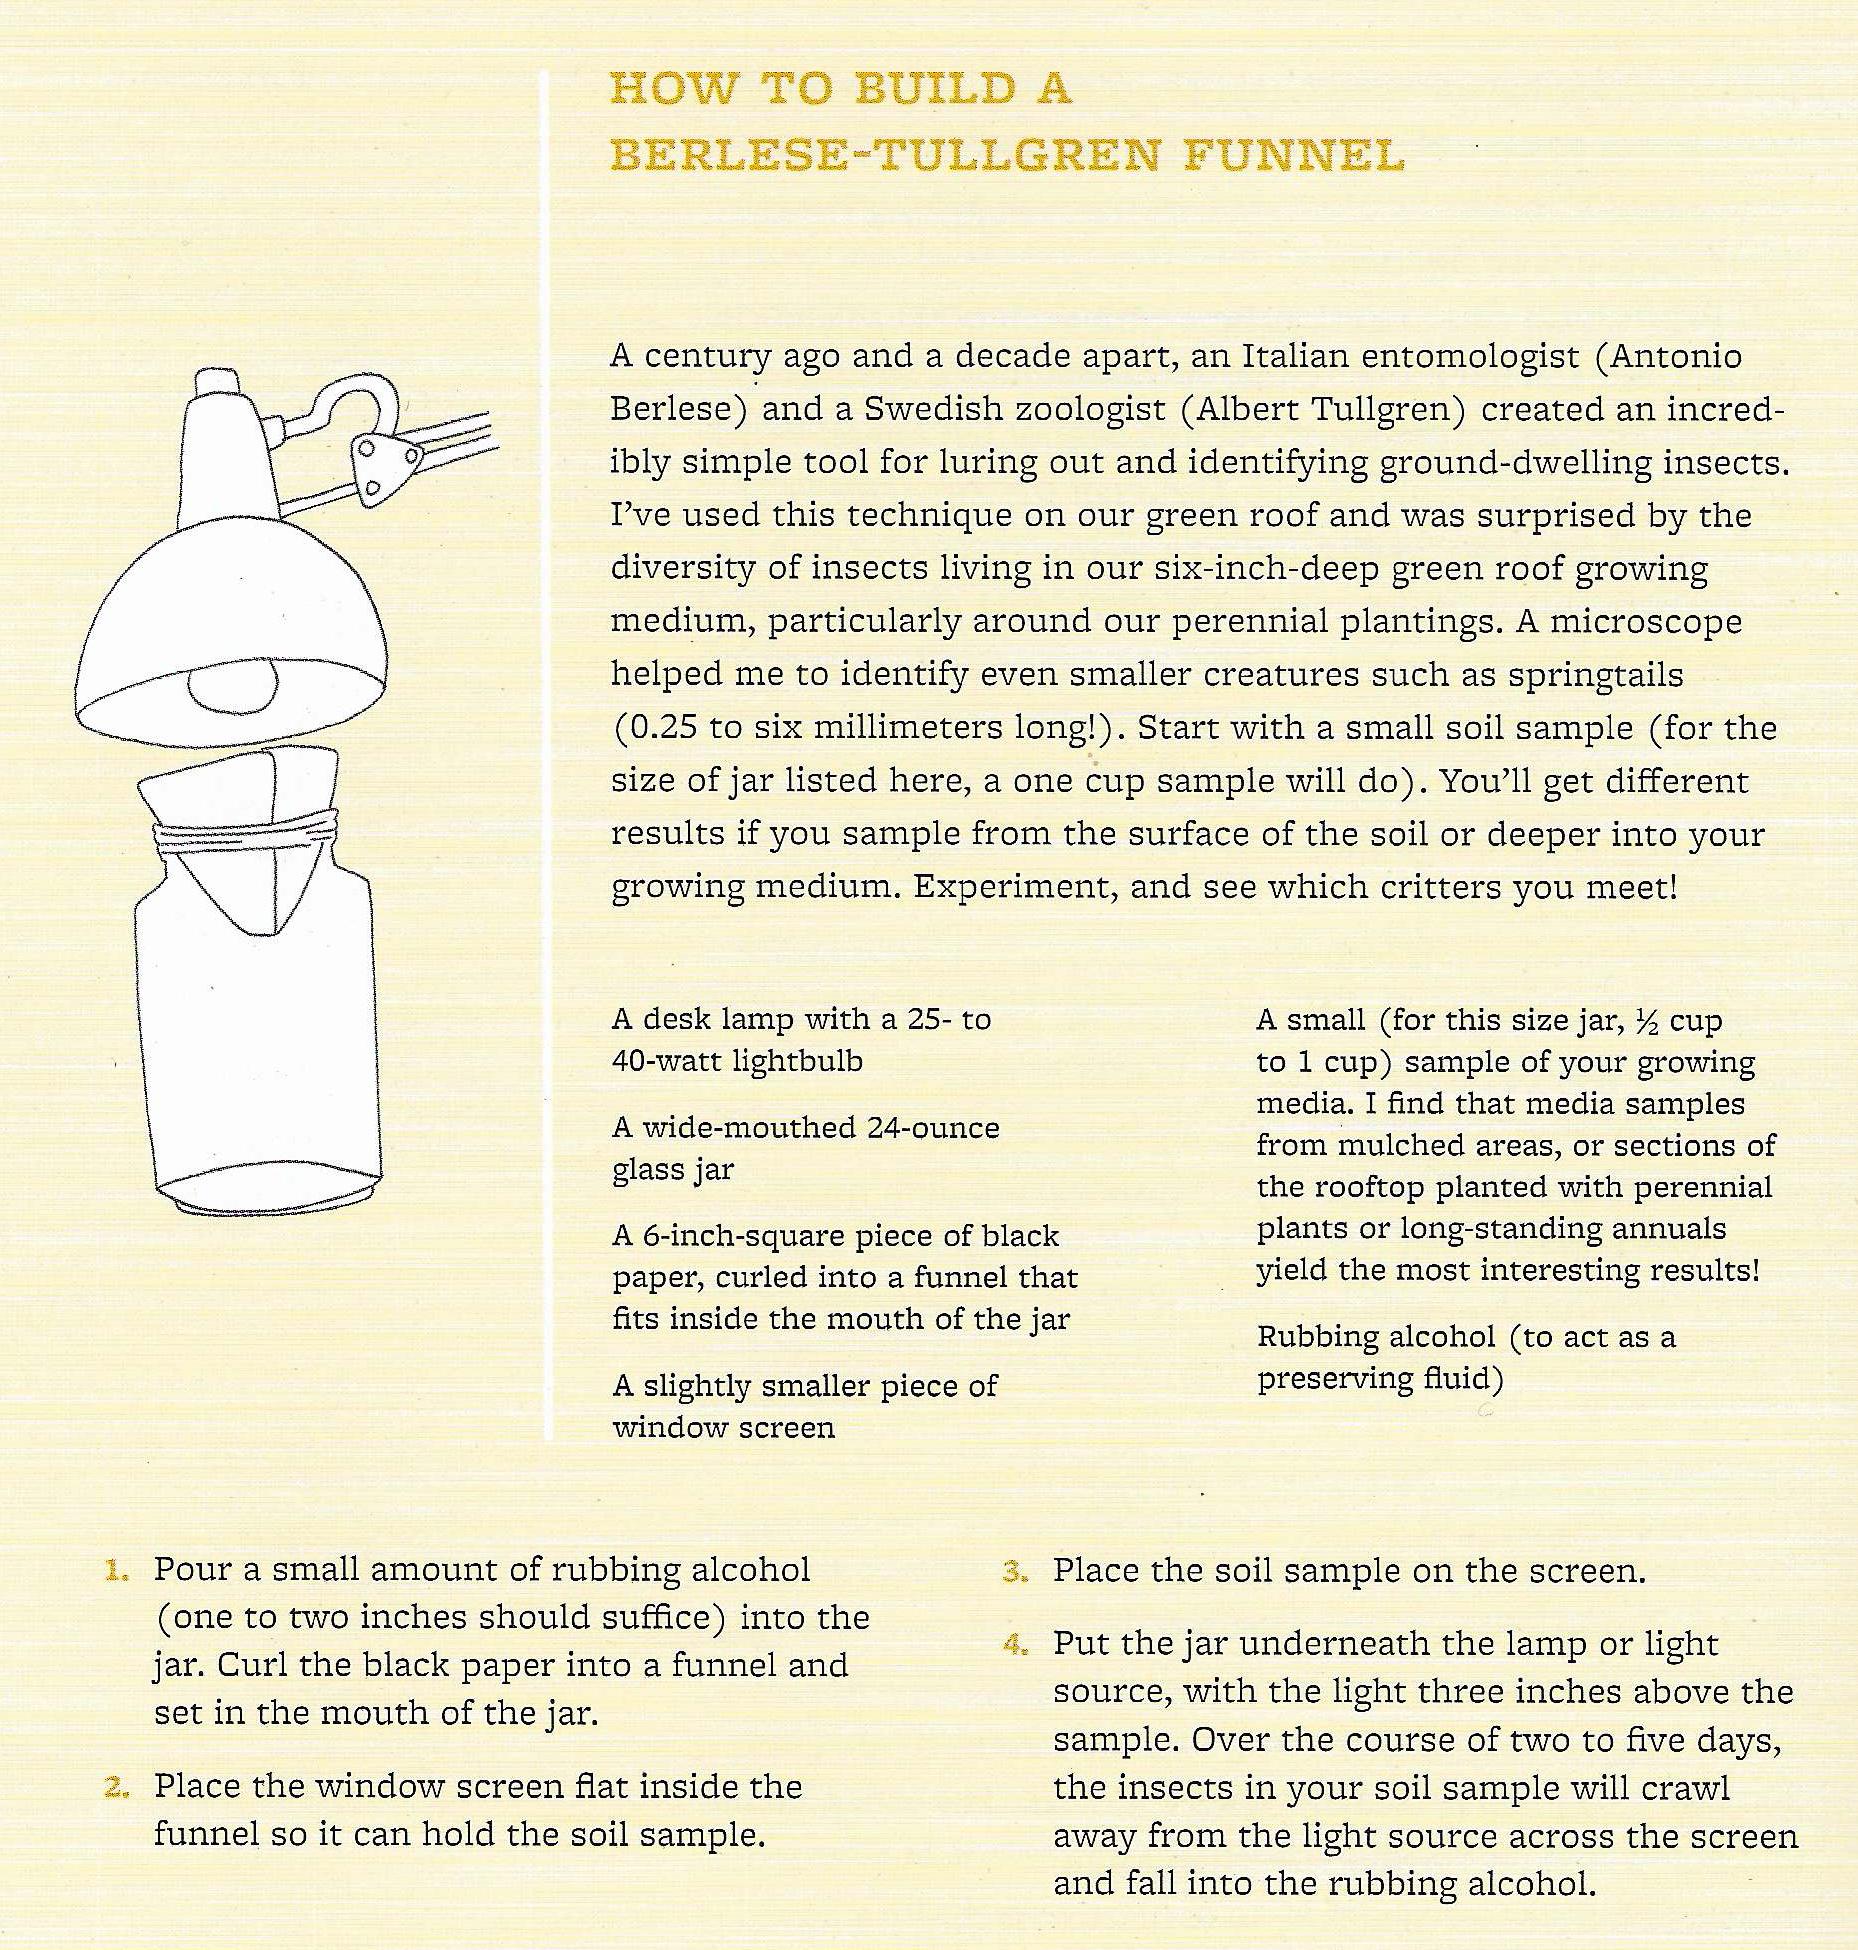 HOW TO BUILD A
BERLESE-TULLGREN FUNNEL
A century ago and a decade apart, an Italian entomologist (Antonio
Berlese) and a Swedish zoologist (Albert Tullgren) created an incred-
ibly simple tool for luring out and identifying ground-dwelling insects.
I've used this technique on our green roof and was surprised by the
diversity of insects living in our six-inch-deep green roof growing
medium, particularly around our perennial plantings. A microscope
helped me to identify even smaller creatures such as springtails
(0.25 to six millimeters long!). Start with a small soil sample (for the
size of jar listed here, a one cup sample will do). You'll get different
results if you sample from the surface of the soil or deeper into your
growing medium. Experiment, and see which critters you meet!
A desk lamp with a 25- to
40-watt lightbulb
A wide-mouthed 24-ounce
glass jar
A 6-inch-square piece of black
paper, curled into a funnel that
fits inside the mouth of the jar
A slightly smaller piece of
window screen
A small (for this size jar, ½ cup
to 1 cup) sample of your growing
media. I find that media samples
from mulched areas, or sections of
the rooftop planted with perennial
plants or long-standing annuals
yield the most interesting results!
Rubbing alcohol (to act as a
preserving fluid)
1. Pour a small amount of rubbing alcohol
(one to two inches should suffice) into the
jar. Curl the black paper into a funnel and
set in the mouth of the jar.
2. Place the window screen flat inside the
funnel so it can hold the soil sample.
3. Place the soil sample on the screen.
4. Put the jar underneath the lamp or light
source, with the light three inches above the
sample. Over the course of two to five days,
the insects in your soil sample will crawl
away from the light source across the screen
and fall into the rubbing alcohol.